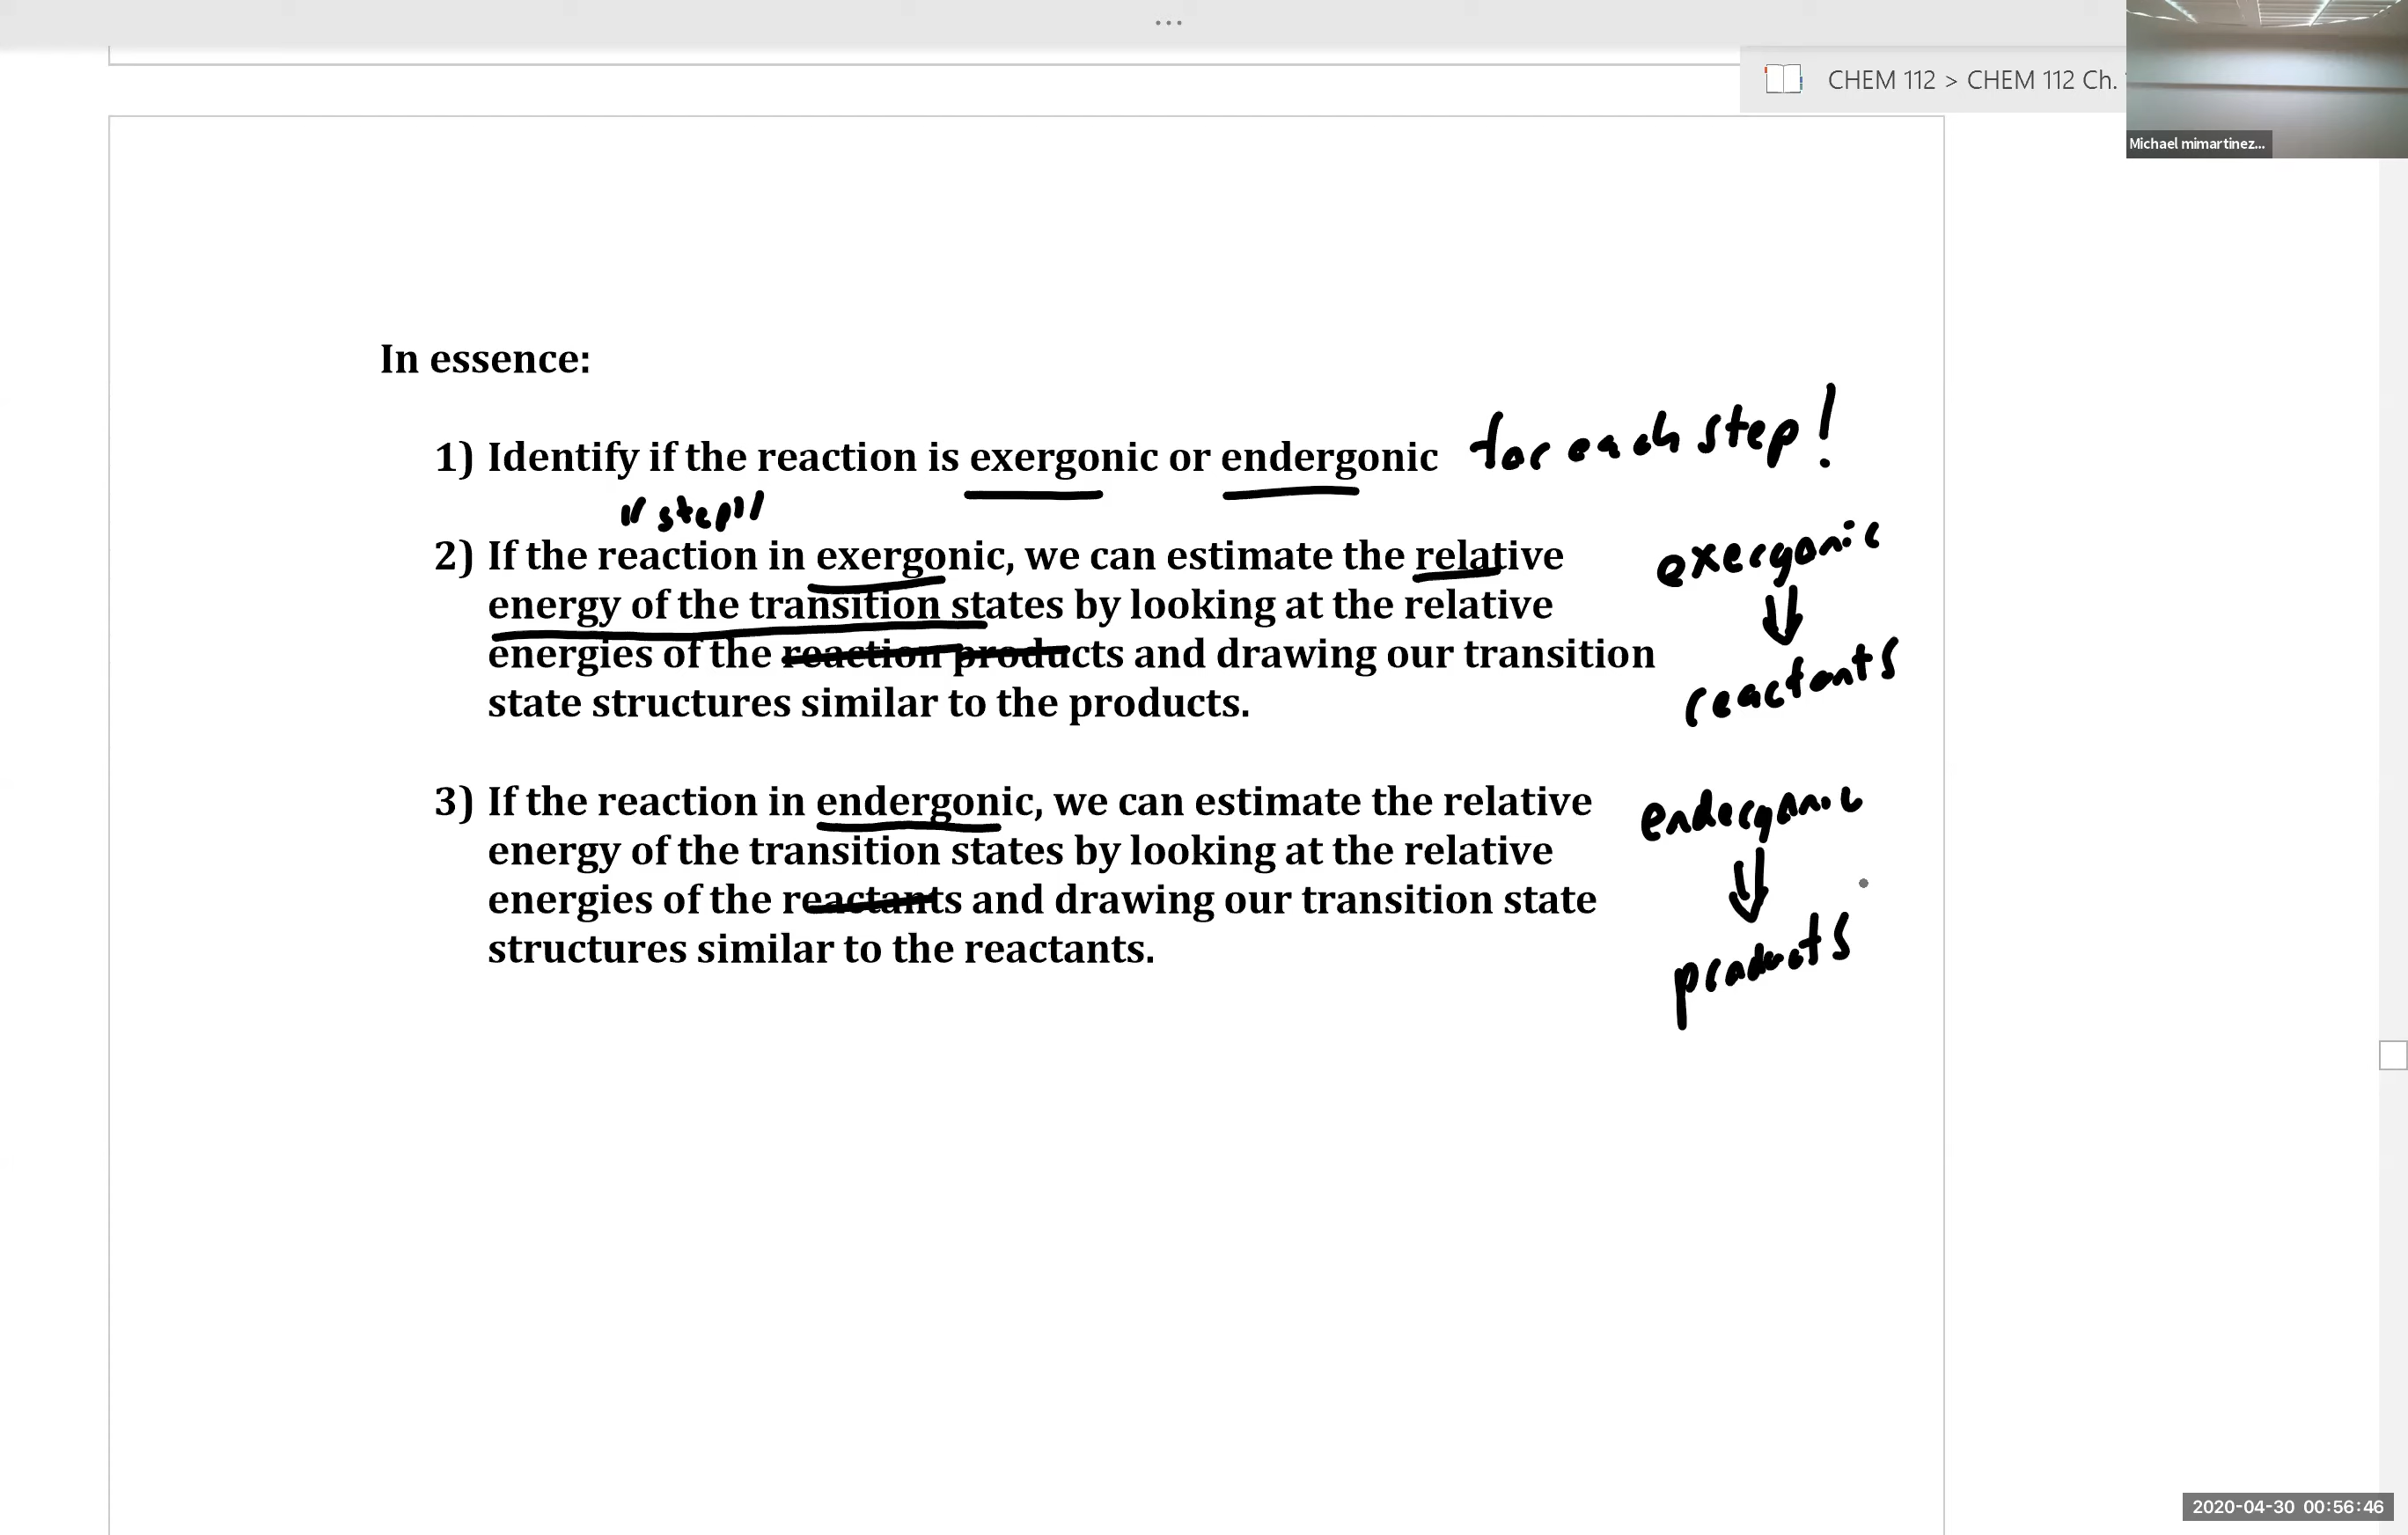 ...
CHEM 112 > CHEM 112 Ch.
Michael mimartinez...
In essence:
1) Identify if the reaction is exergonic or endergonic for each step!
"step"
2) If the reaction in exergonic, we can estimate the relative
energy of the transition states by looking at the relative
energies of the reaction products and drawing our transition
state structures similar to the products.
exergonic
reactants
3) If the reaction in endergonic, we can estimate the relative
energy of the transition states by looking at the relative
energies of the reactants and drawing our transition state
structures similar to the reactants.
endergonic
products
2020-04-30 00:56:46